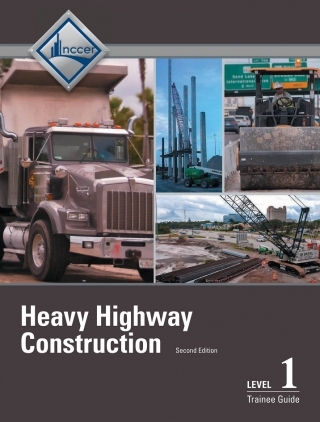 nccer
Heavy Highway
Construction
Second Edition
LEVEL 1
Trainee Guide